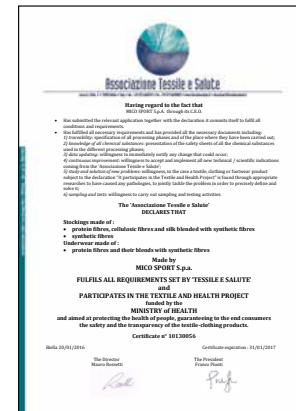 Associazione Tessile e Salute
Having regard to the fact that
MICO SPORT S.p.A. through its C.E.O.
• Has submitted the relevant application together with the declaration it commits itself to fulfil all
conditions and requirements.
• Has fulfilled all necessary requirements and has provided all the necessary documents including:
1) traceability: specification of all processing phases and of the place where they have been carried out;
2) knowledge of all chemical substances: presentation of the safety sheets of all the chemical substances
used in the different processing phases;
3) data updating: willingness to immediately notify any change that could occur;
4) continuous improvement: willingness to accept and implement all new technical / scientific indications
coming from the 'Associazione Tessile e Salute';
5) study and solution of new problems: willingness, in the case a textile, clothing or footwear product
subject to the declaration "It participates in the Textile and Health Project" is found through appropriate
researches to have caused any pathologies, to jointly tackle the problem in order to precisely define and
solve it;
6) sampling and tests: willingness to carry out sampling and testing activities.
The 'Associazione Tessile e Salute'
DECLARES THAT
Stockings made of :
• protein fibres, cellulosic fibres and silk blended with synthetic fibres
• synthetic fibres
Underwear made of :
• protein fibres and their blends with synthetic fibres
Made by
MICO SPORT S.p.a.
FULFILS ALL REQUIREMENTS SET BY 'TESSILE E SALUTE'
and
PARTICIPATES IN THE TEXTILE AND HEALTH PROJECT
funded by the
MINISTRY of HEALTH
and aimed at protecting the health of people, guaranteeing to the end consumers
the safety and the transparency of the textile-clothing products.
Certificate n° 10130056
Biella 20/01/2016 Certificate expiration : 31/01/2017
The Director The President
Mauro Rossetti Franco Piunti